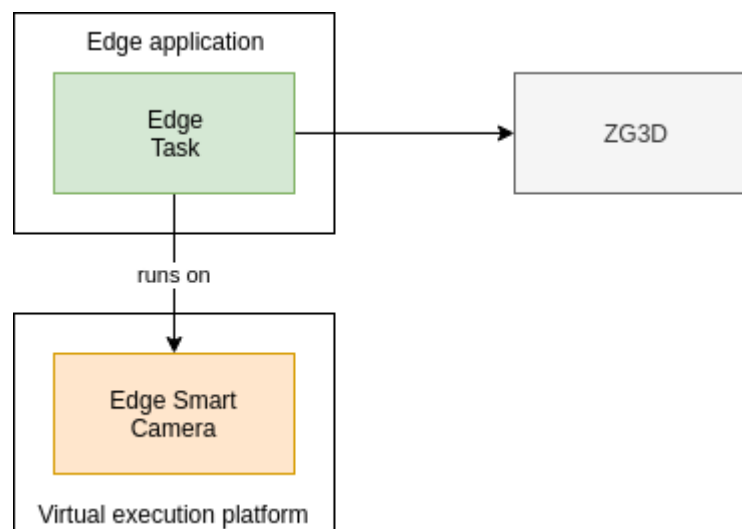 Edge application
Edge
Task
ZG3D
runs on
Edge Smart
Camera
Virtual execution platform